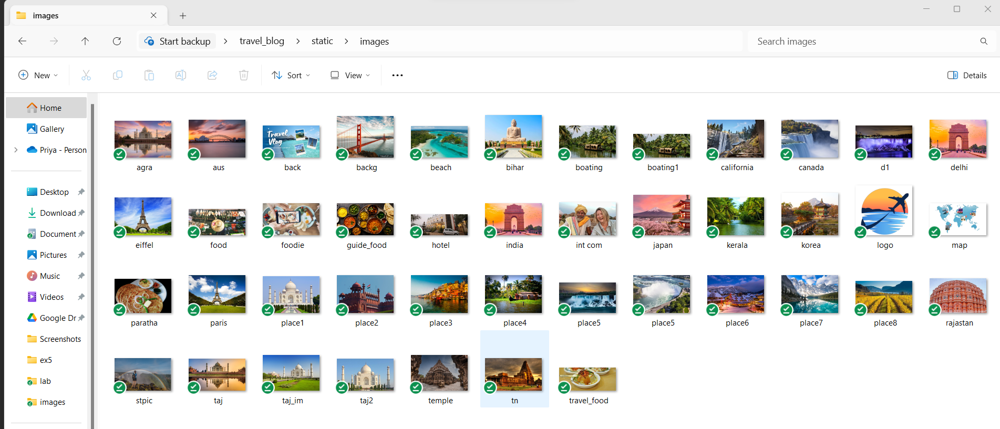 images
Start backup
travel_blog
static
images
Search images
New
Sort
View
Details
Home
Gallery
Priya - Person
Desktop
Download
Document
Pictures
Music
Videos
Google Dr
Screenshots
ex5
lab
images
agra
aus
Travel
Vlog
back
backg
beach
bihar
boating
boating1
california
canada
d1
delhi
eiffel
food
foodie
guide_food
hotel
india
int com
japan
kerala
korea
logo
map
paratha
paris
place1
place2
place3
place4
place5
place5
place6
place7
place8
rajastan
stpic
taj
taj_im
taj2
temple
tn
travel_food